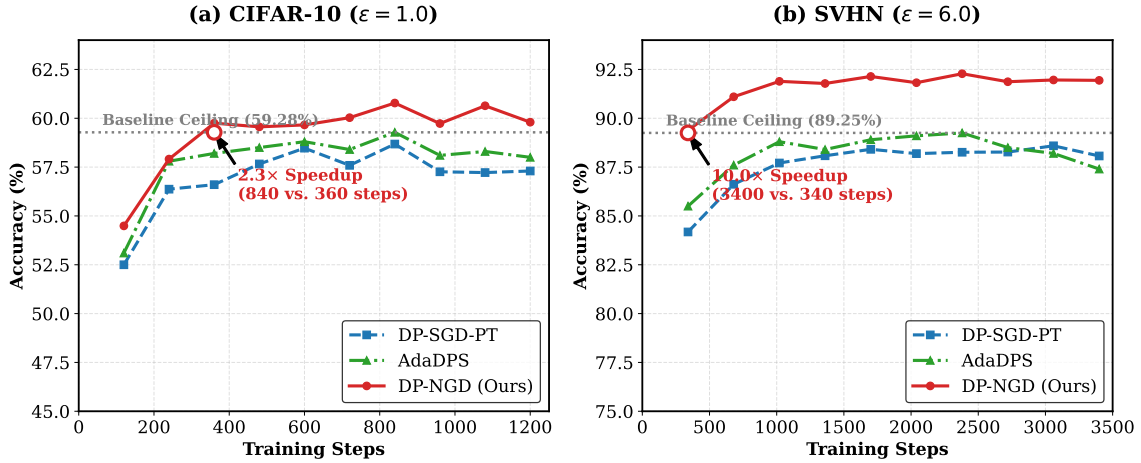 (a) CIFAR-10 (ε = 1.0)
Accuracy (%)
62.5
60.0
57.5
55.0
52.5
50.0
47.5
45.0
Baseline Ceiling (59.28%)
2.3× Speedup
(840 vs. 360 steps)
DP-SGD-PT
AdaDPS
DP-NGD (Ours)
0 200 400 600 800 1000 1200
Training Steps
(b) SVHN (ε = 6.0)
Accuracy (%)
92.5
90.0
87.5
85.0
82.5
80.0
77.5
75.0
Baseline Ceiling (89.25%)
10.0× Speedup
(3400 vs. 340 steps)
DP-SGD-PT
AdaDPS
DP-NGD (Ours)
0 500 1000 1500 2000 2500 3000 3500
Training Steps